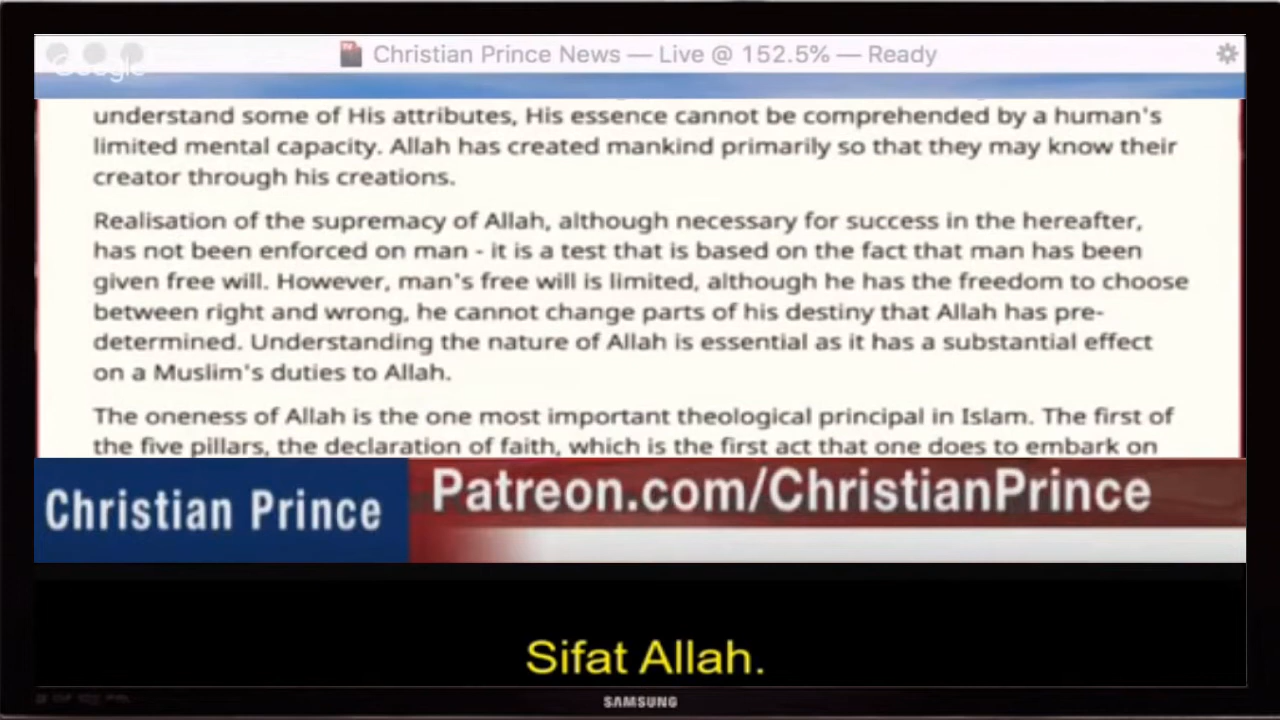 Christian Prince News — Live @ 152.5% — Ready
Google
understand some of His attributes, His essence cannot be comprehended by a human's
limited mental capacity. Allah has created mankind primarily so that they may know their
creator through his creations.
Realisation of the supremacy of Allah, although necessary for success in the hereafter,
has not been enforced on man - it is a test that is based on the fact that man has been
given free will. However, man's free will is limited, although he has the freedom to choose
between right and wrong, he cannot change parts of his destiny that Allah has pre-
determined. Understanding the nature of Allah is essential as it has a substantial effect
on a Muslim's duties to Allah.
The oneness of Allah is the one most important theological principal in Islam. The first of
the five pillars, the declaration of faith, which is the first act that one does to embark on
Christian Prince
Patreon.com/ChristianPrince
Sifat Allah.
SAMSUNG